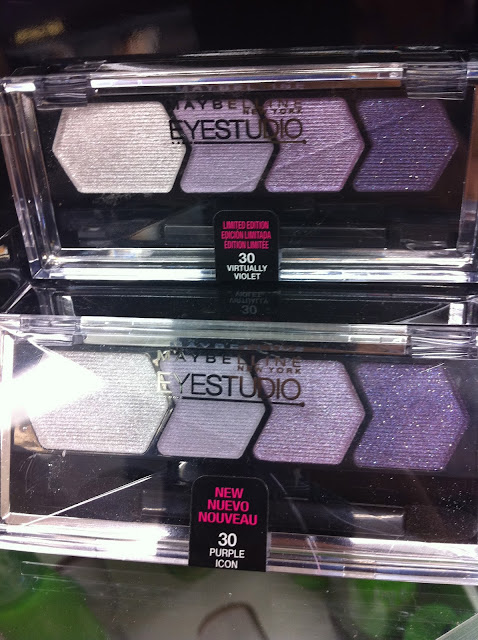 MAYBELLINE
NEW YORK
EYESTUDIO
LIMITED EDITION
EDICIÓN LIMITADA
ÉDITION LIMITÉE
30
VIRTUALLY
VIOLET
30
MAYBELLINE
NEW YORK
EYESTUDIO
NEW
NUEVO
NOUVEAU
30
PURPLE
ICON